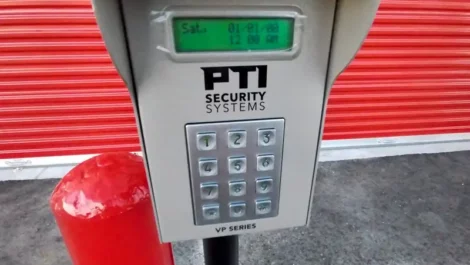 Sat. 01/01/00
12:00 AM
PTI
SECURITY
SYSTEMS
1 2 3
4 5 6
7 8 9
* 0 #
VP SERIES